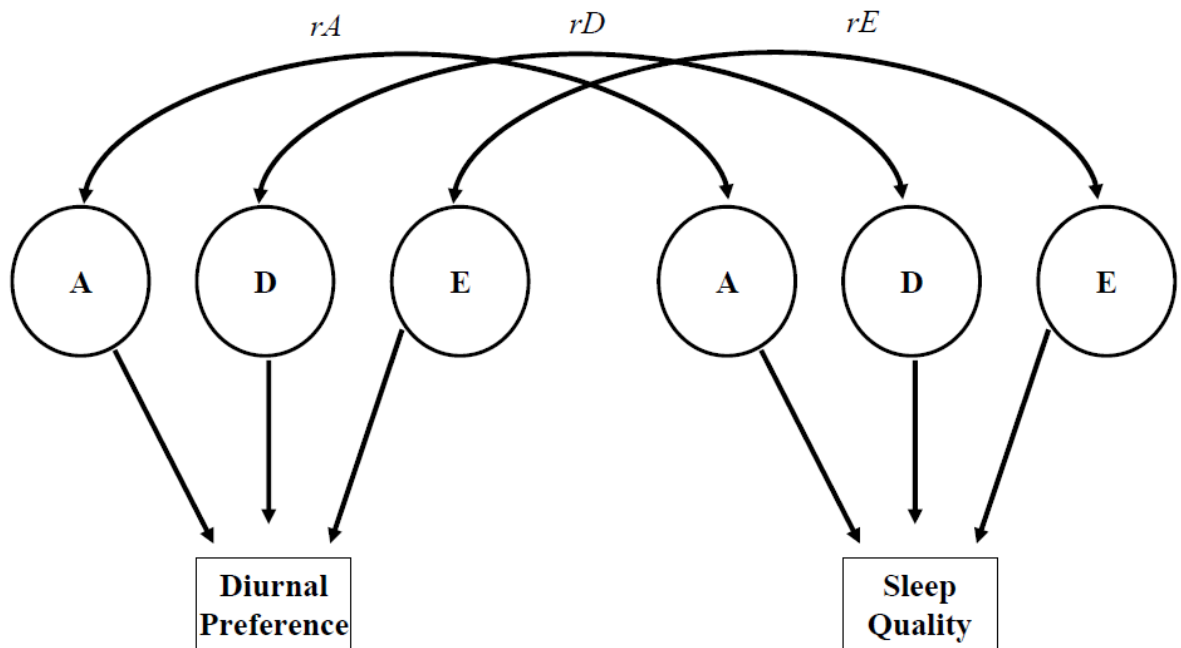 rA rD rE
A D E A D E
Diurnal Preference
Sleep Quality